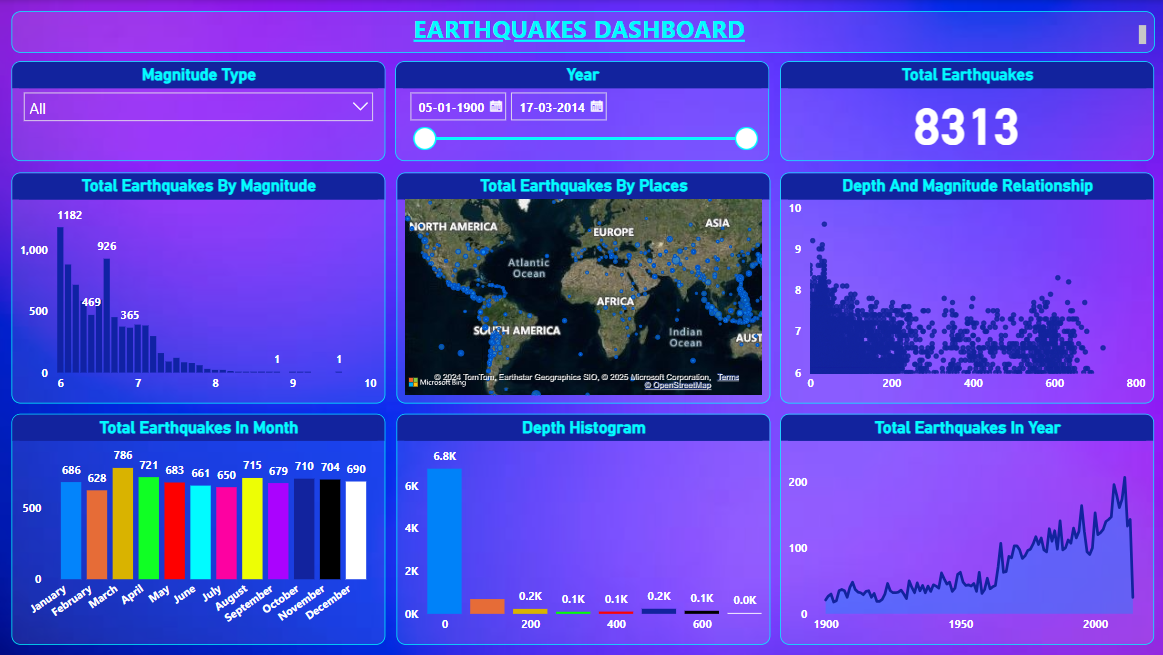 EARTHQUAKES DASHBOARD
Magnitude Type
All
Year
05-01-1900
17-03-2014
Total Earthquakes
8313
Total Earthquakes By Magnitude
1182
926
469
365
1
1
1,000
500
0
6
7
8
9
10
Total Earthquakes By Places
NORTH AMERICA
EUROPE
ASIA
Atlantic
Ocean
AFRICA
SOUTH AMERICA
Indian
Ocean
AUST
© 2024 TomTom, Earthstar Geographics SIO, © 2025 Microsoft Corporation, Terms
Microsoft Bing
© OpenStreetMap
Depth And Magnitude Relationship
10
9
8
7
6
0
200
400
600
800
Total Earthquakes In Month
686
628
786
721
683
661
650
715
679
710
704
690
500
0
January
February
March
April
May
June
July
August
September
October
November
December
Depth Histogram
6.8K
0.2K
0.1K
0.1K
0.2K
0.1K
0.0K
6K
4K
2K
0K
0
200
400
600
Total Earthquakes In Year
200
100
0
1900
1950
2000